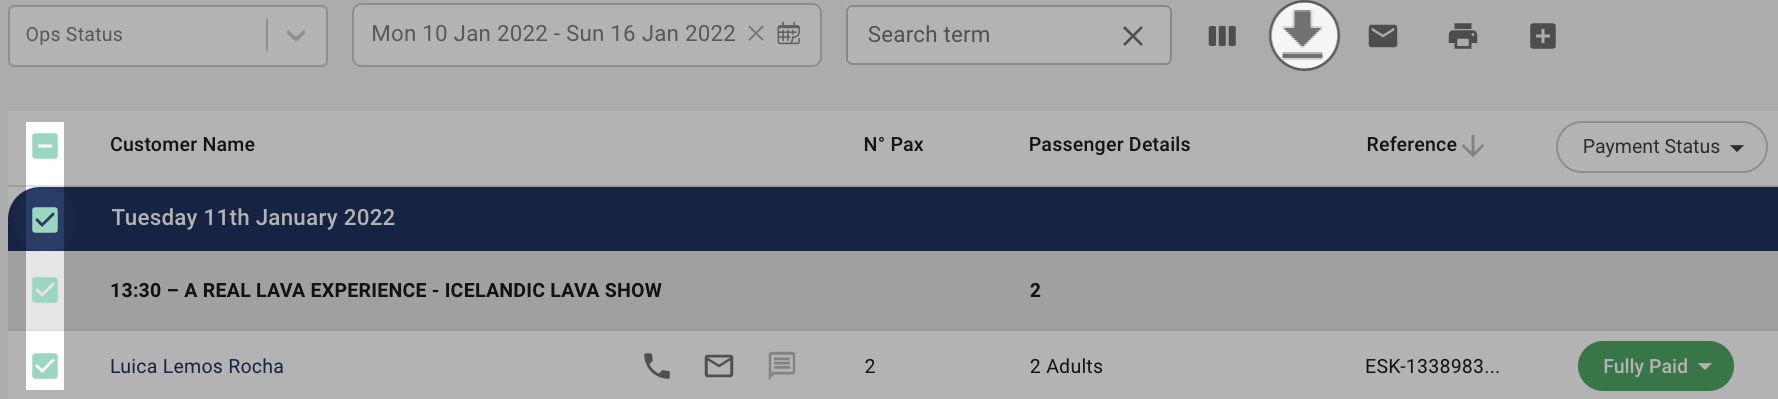 Ops Status
Mon 10 Jan 2022 - Sun 16 Jan 2022
Search term
Customer Name N° Pax Passenger Details Reference Payment Status
Tuesday 11th January 2022
13:30 – A REAL LAVA EXPERIENCE - ICELANDIC LAVA SHOW 2
Luica Lemos Rocha 2 2 Adults ESK-1338983... Fully Paid